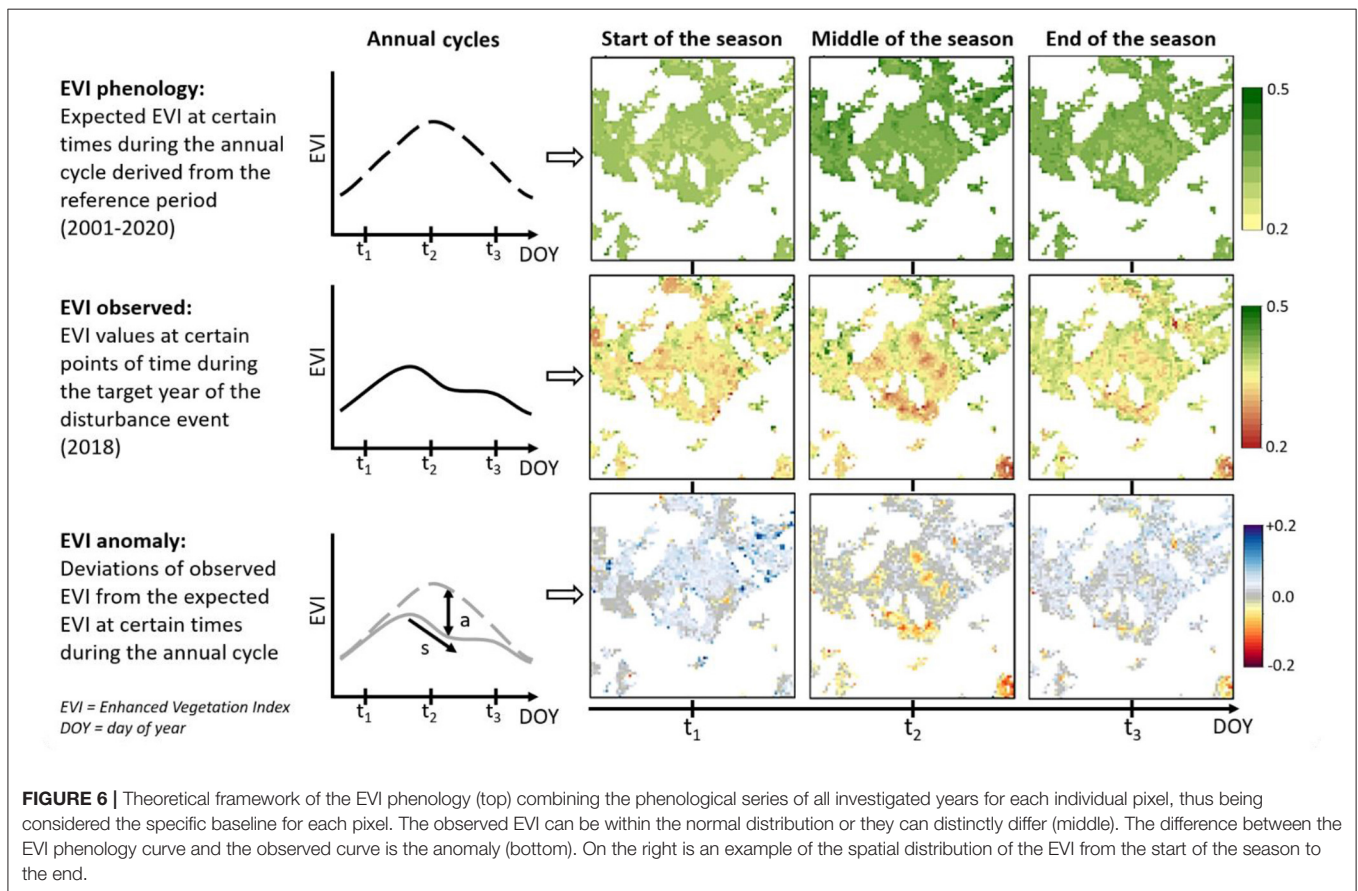 Annual cycles
Start of the season
Middle of the season
End of the season
EVI phenology:
Expected EVI at certain
times during the annual
cycle derived from the
reference period
(2001-2020)
EVI
t1
t2
t3
DOY
0.5
0.2
EVI observed:
EVI values at certain
points of time during
the target year of the
disturbance event
(2018)
EVI
t1
t2
t3
DOY
0.5
0.2
EVI anomaly:
Deviations of observed
EVI from the expected
EVI at certain times
during the annual cycle
EVI
a
s
t1
t2
t3
DOY
+0.2
0.0
-0.2
t1
t2
t3
DOY
EVI = Enhanced Vegetation Index
DOY = day of year
FIGURE 6 | Theoretical framework of the EVI phenology (top) combining the phenological series of all investigated years for each individual pixel, thus being
considered the specific baseline for each pixel. The observed EVI can be within the normal distribution or they can distinctly differ (middle). The difference between the
EVI phenology curve and the observed curve is the anomaly (bottom). On the right is an example of the spatial distribution of the EVI from the start of the season to
the end.